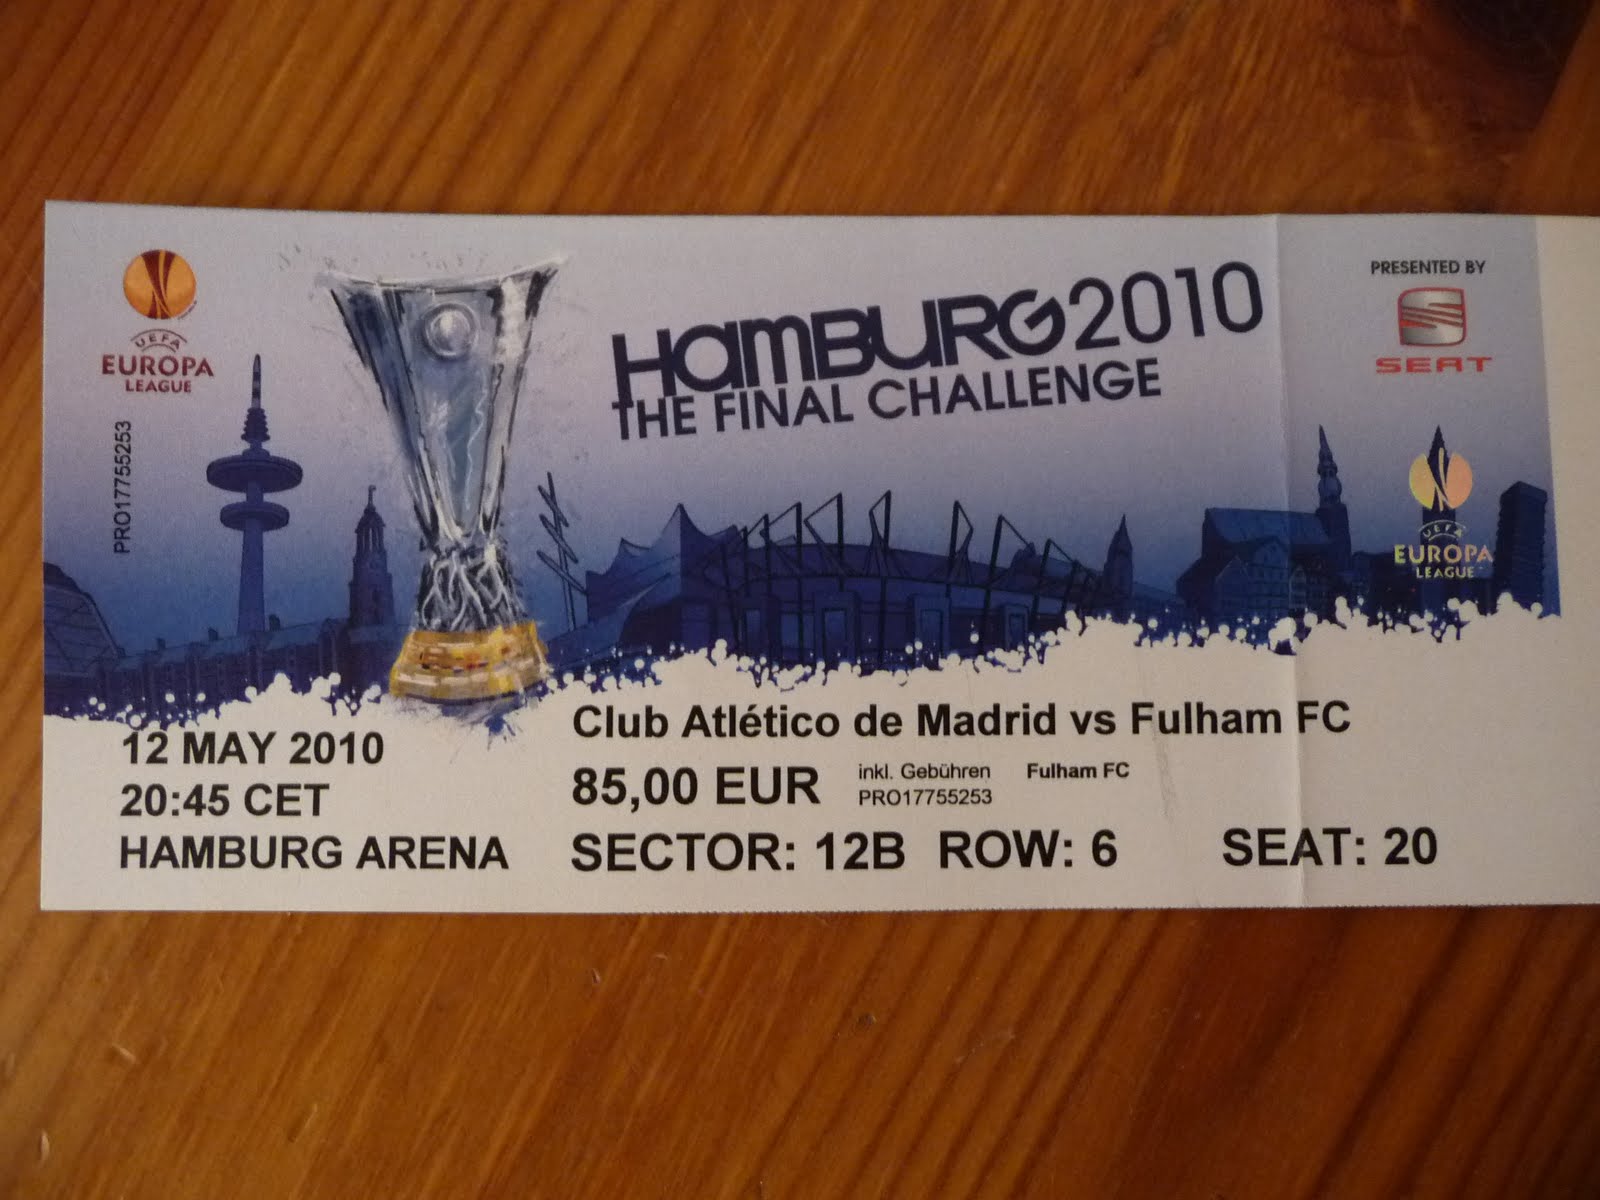 UEFA
EUROPA
LEAGUE
PRO17755253
HAMBURG 2010
THE FINAL CHALLENGE
PRESENTED BY
SEAT
UEFA
EUROPA
LEAGUE
12 MAY 2010
20:45 CET
HAMBURG ARENA
Club Atlético de Madrid vs Fulham FC
85,00 EUR
inkl. Gebühren Fulham FC
PRO17755253
SECTOR: 12B ROW: 6 SEAT: 20